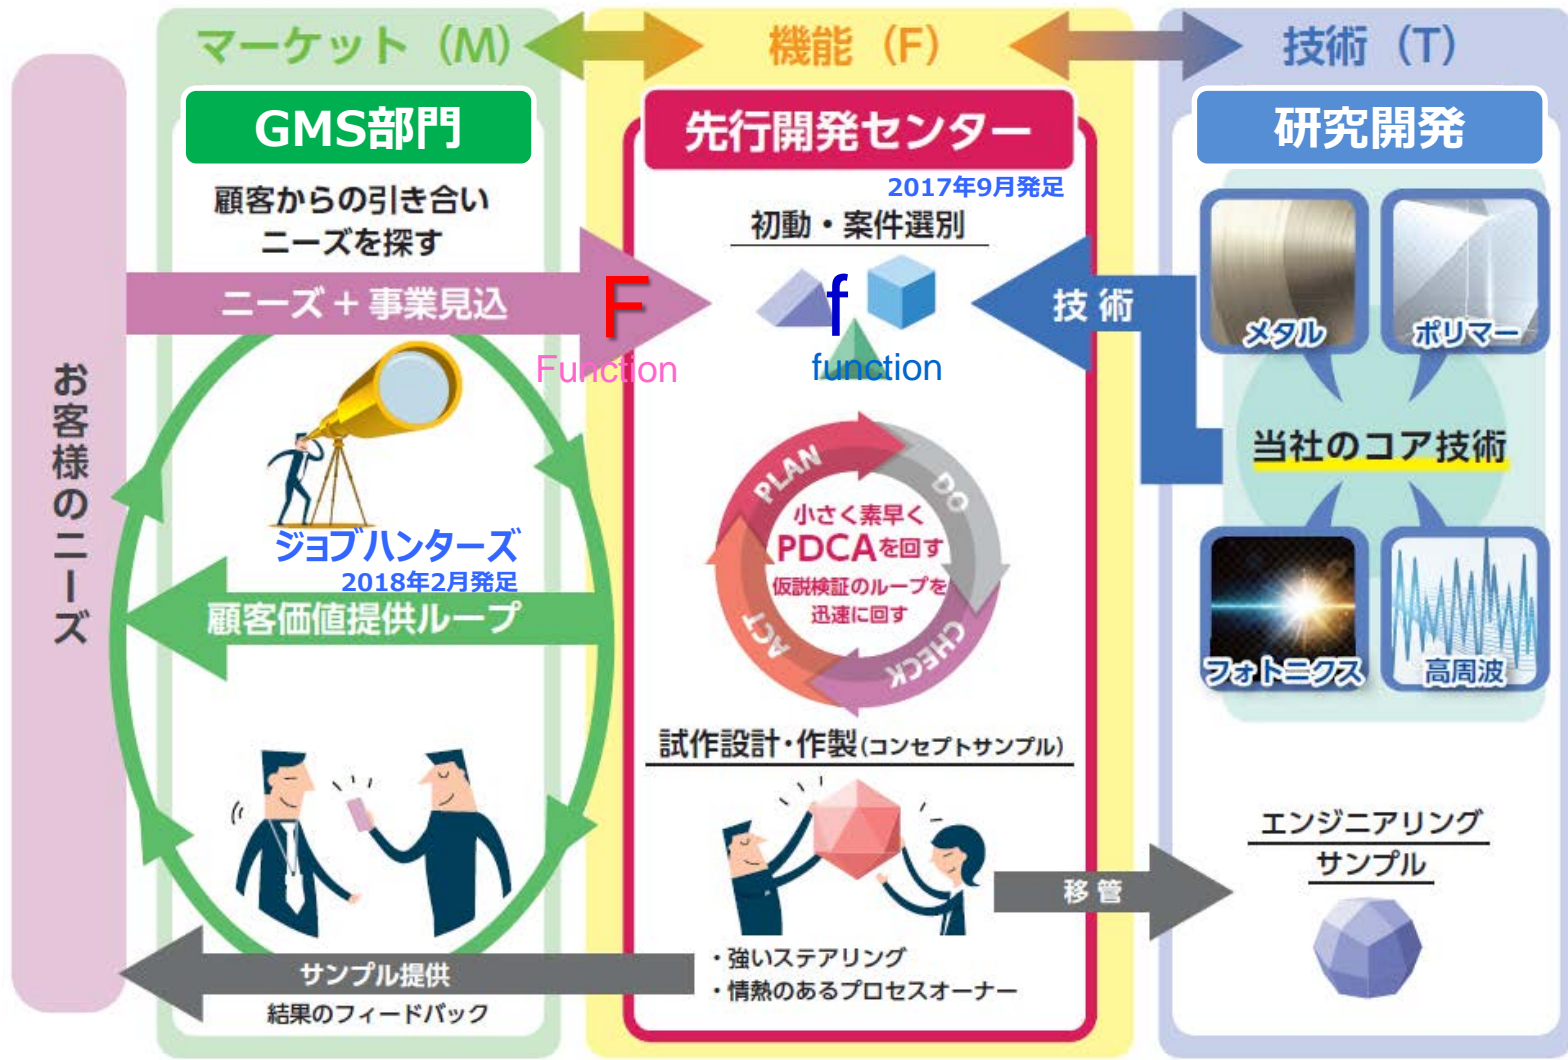 マーケット（M）
機能（F）
技術（T）
お客様のニーズ
GMS部門
顧客からの引き合い
ニーズを探す
ニーズ + 事業見込
F
Function
ジョブハンターズ
2018年2月発足
顧客価値提供ループ
サンプル提供
結果のフィードバック
先行開発センター
2017年9月発足
初動・案件選別
f
function
PLAN
DO
CHECK
ACT
小さく素早く
PDCAを回す
仮説検証のループを
迅速に回す
試作設計・作製(コンセプトサンプル)
・強いステアリング
・情熱のあるプロセスオーナー
技術
移管
研究開発
メタル
ポリマー
当社のコア技術
フォトニクス
高周波
エンジニアリング
サンプル